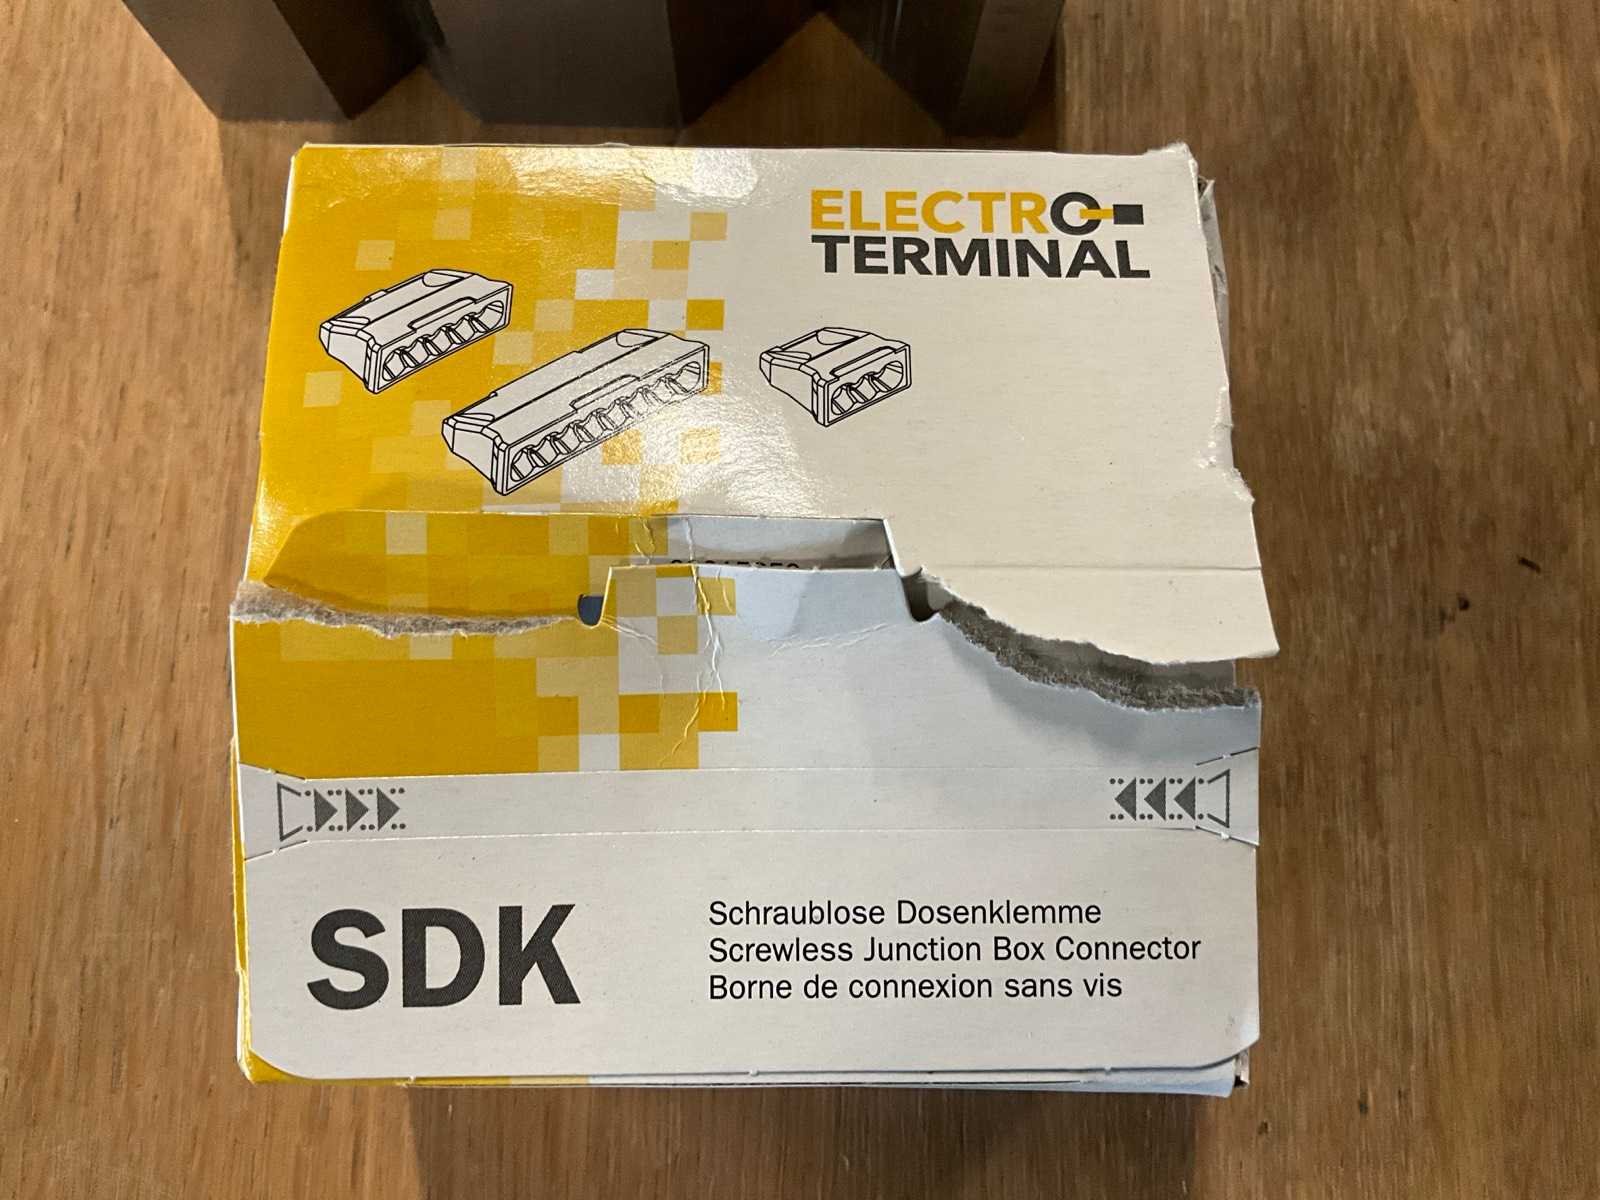 ELECTRO
TERMINAL
SDK
Schraublose Dosenklemme
Screwless Junction Box Connector
Borne de connexion sans vis